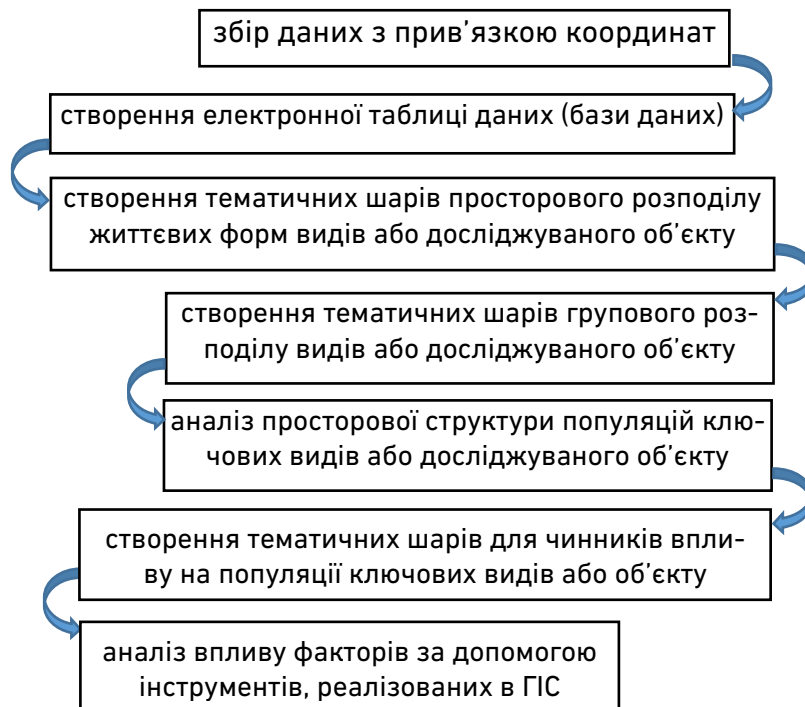 збір даних з прив’язкою координат
створення електронної таблиці даних (бази даних)
створення тематичних шарів просторового розподілу
життєвих форм видів або досліджуваного об’єкту
створення тематичних шарів групового роз-
поділу видів або досліджуваного об’єкту
аналіз просторової структури популяцій клю-
чових видів або досліджуваного об’єкту
створення тематичних шарів для чинників впли-
ву на популяції ключових видів або об’єкту
аналіз впливу факторів за допомогою
інструментів, реалізованих в ГІС